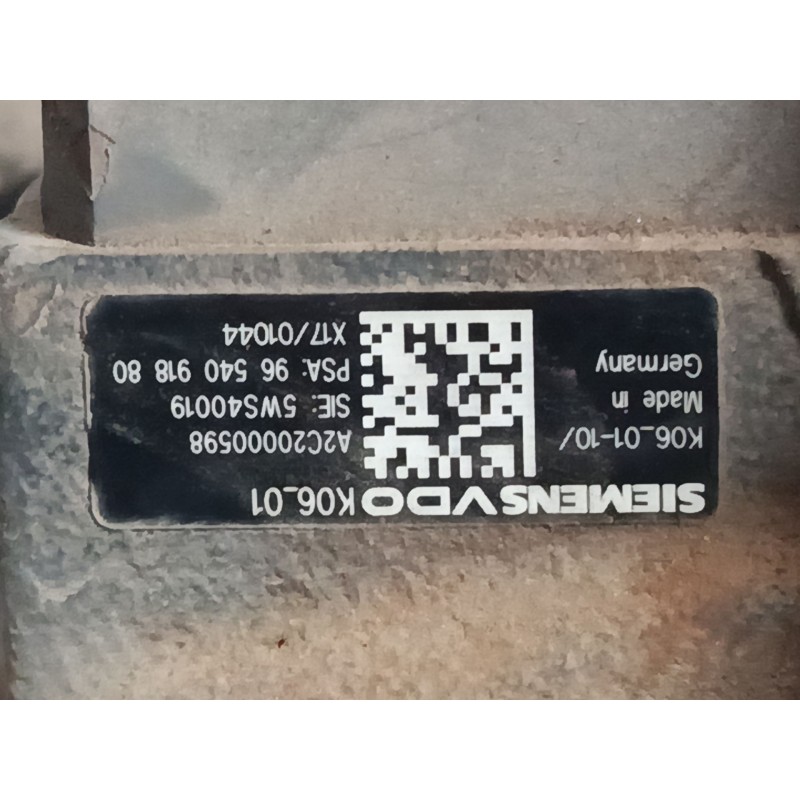 SIEMENS VDO K06_01
K06_01-10/
Made in
Germany
A2C20000598
SIE: 5WS40019
PSA: 96 540 918 80
X17/01044